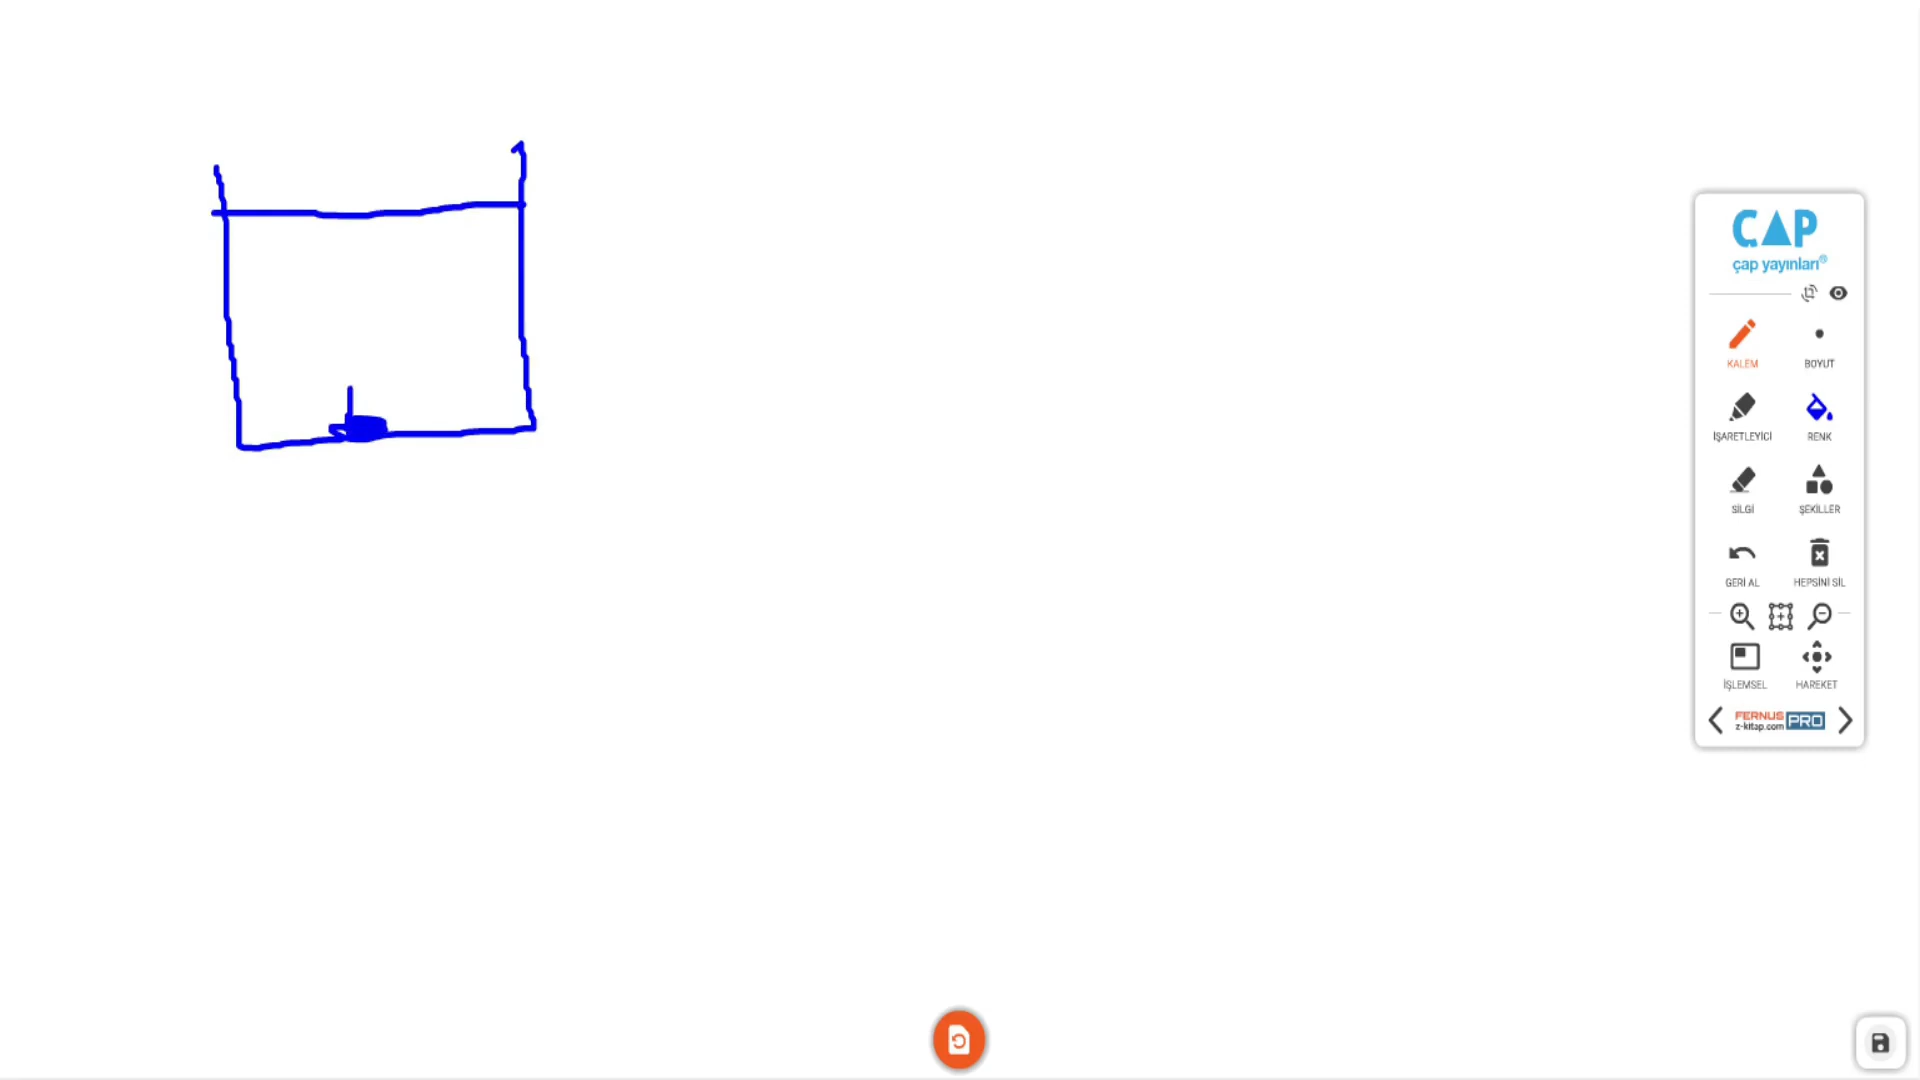 ÇAP
çap yayınları®
KALEM
BOYUT
İŞARETLEYİCİ
RENK
SİLGİ
ŞEKİLLER
GERİ AL
HEPSİNİ SİL
İŞLEMSEL
HAREKET
FERNUS
z-kitap.com PRO